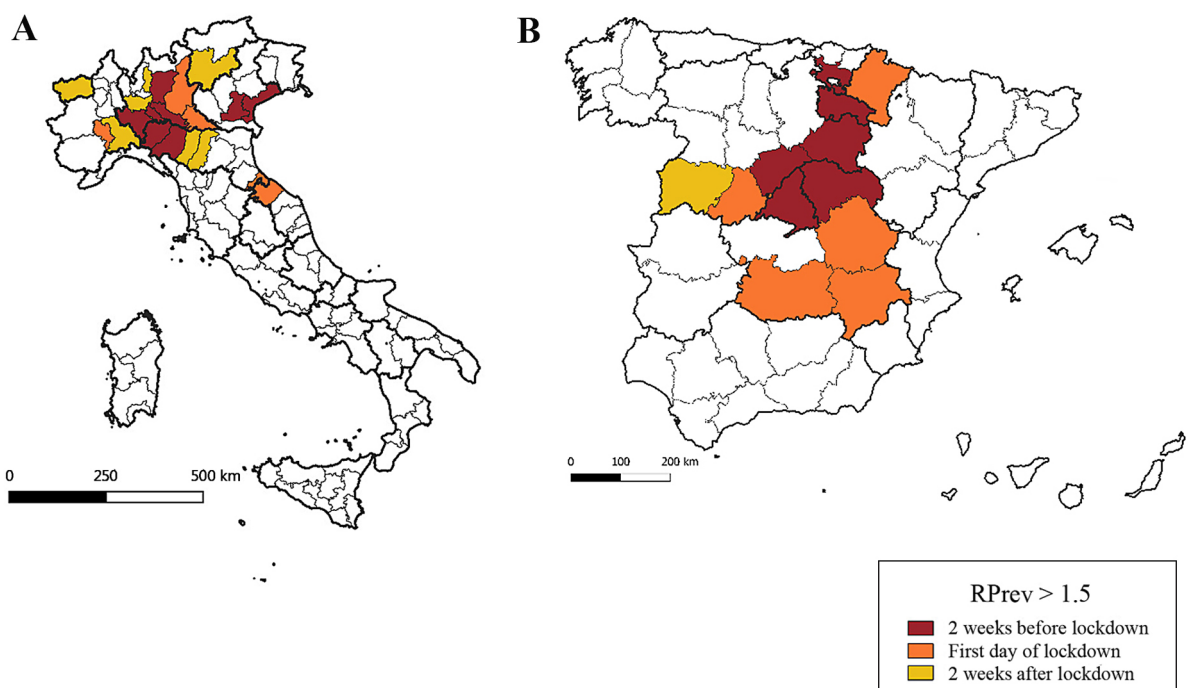 A
B
0 250 500 km
0 100 200 km
RPrev > 1.5
2 weeks before lockdown
First day of lockdown
2 weeks after lockdown